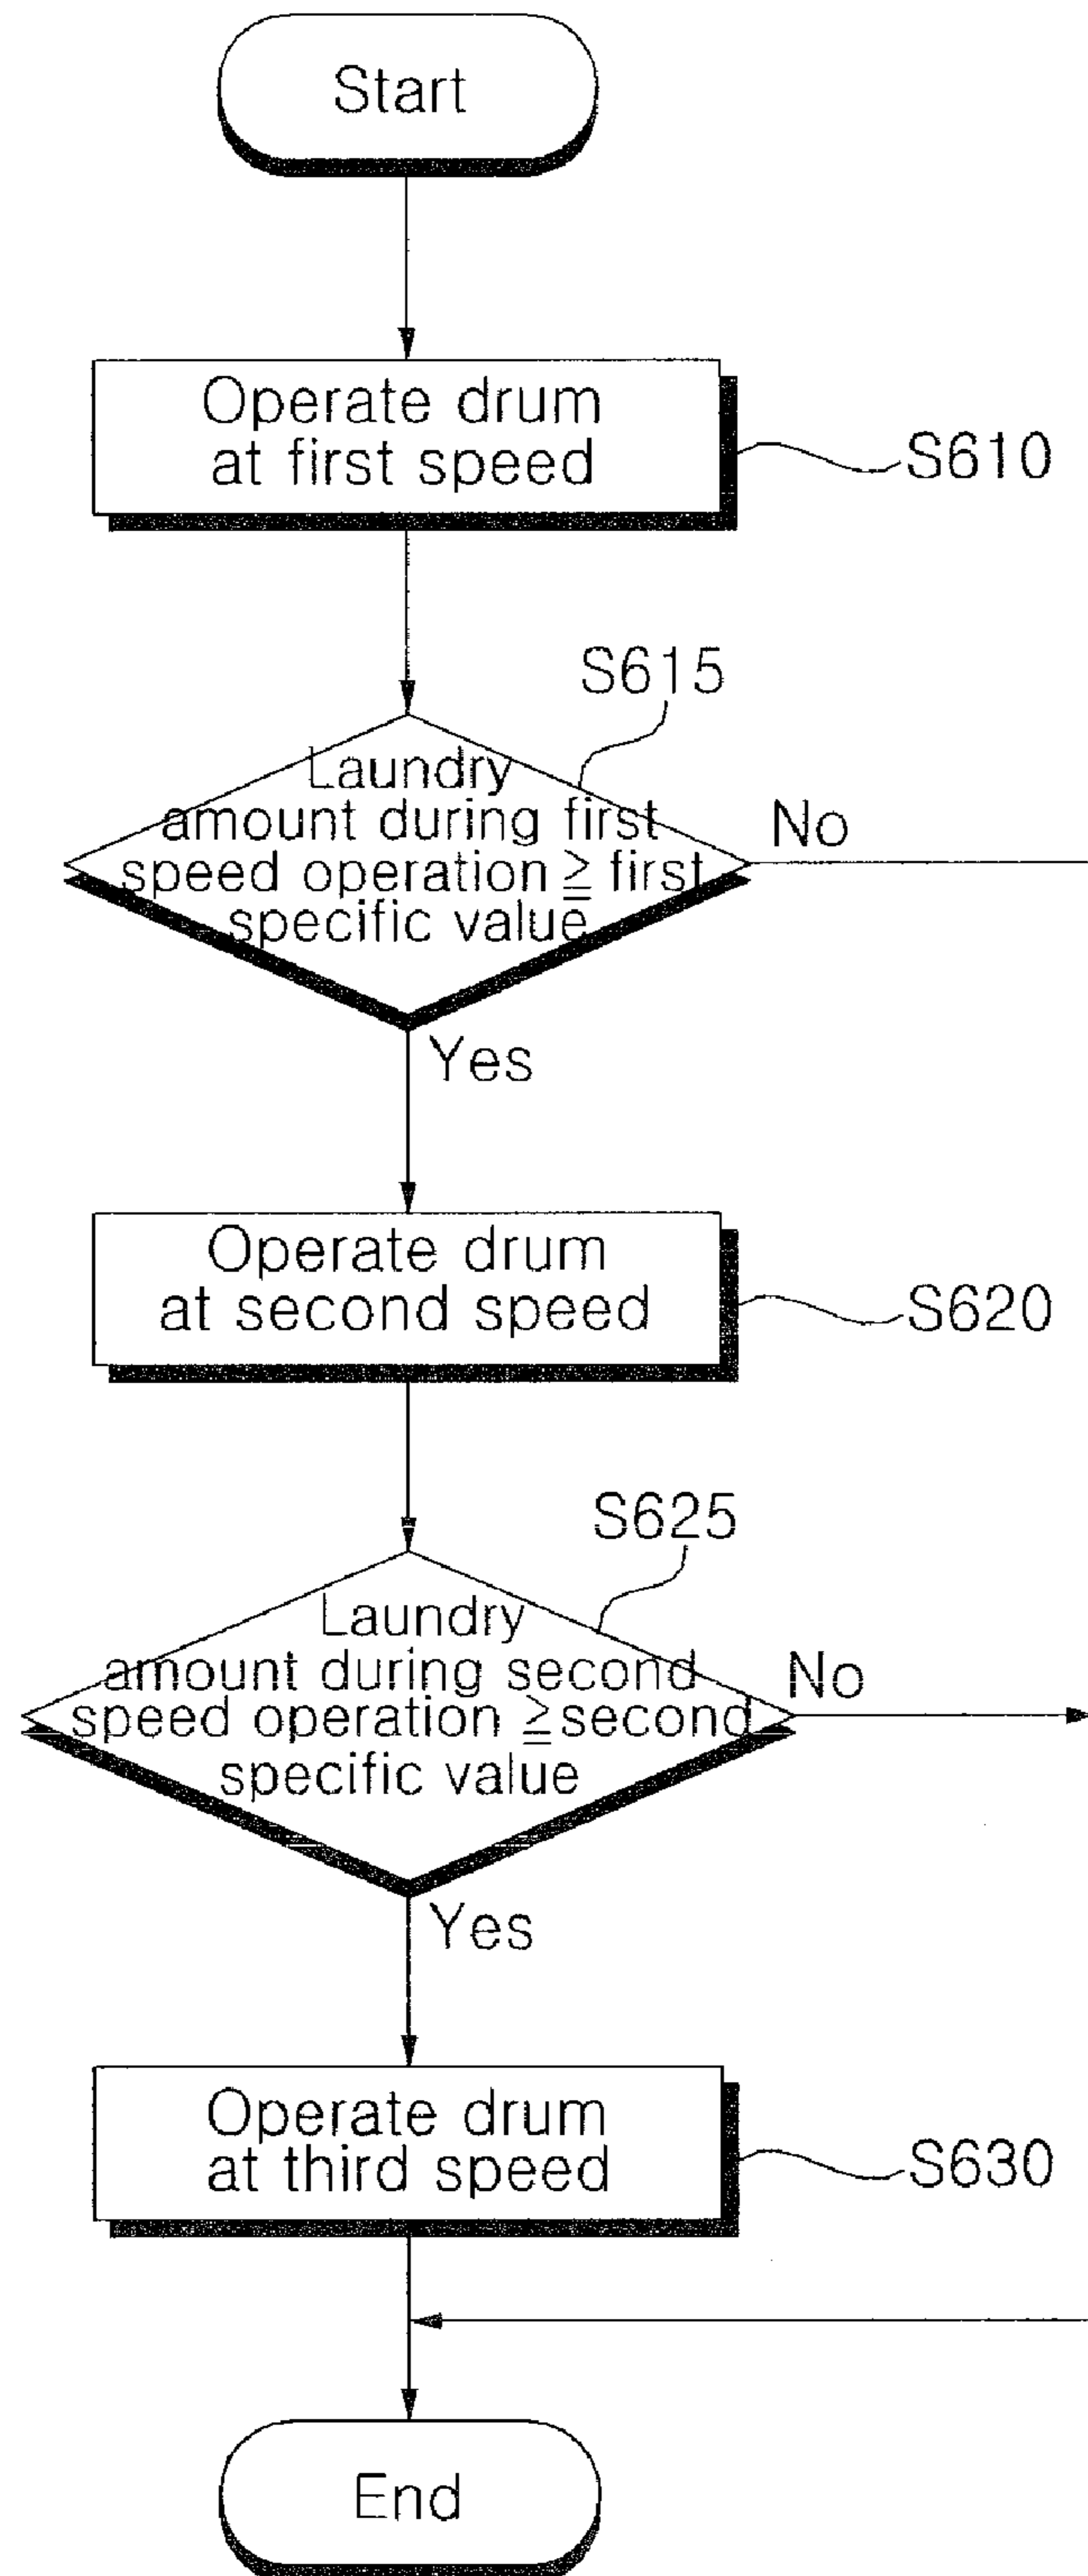 Start
Operate drum
at first speed
S610
S615
Laundry
amount during first
speed operation ≧ first
specific value
No
Yes
Operate drum
at second speed
S620
S625
Laundry
amount during second
speed operation ≧ second
specific value
No
Yes
Operate drum
at third speed
S630
End